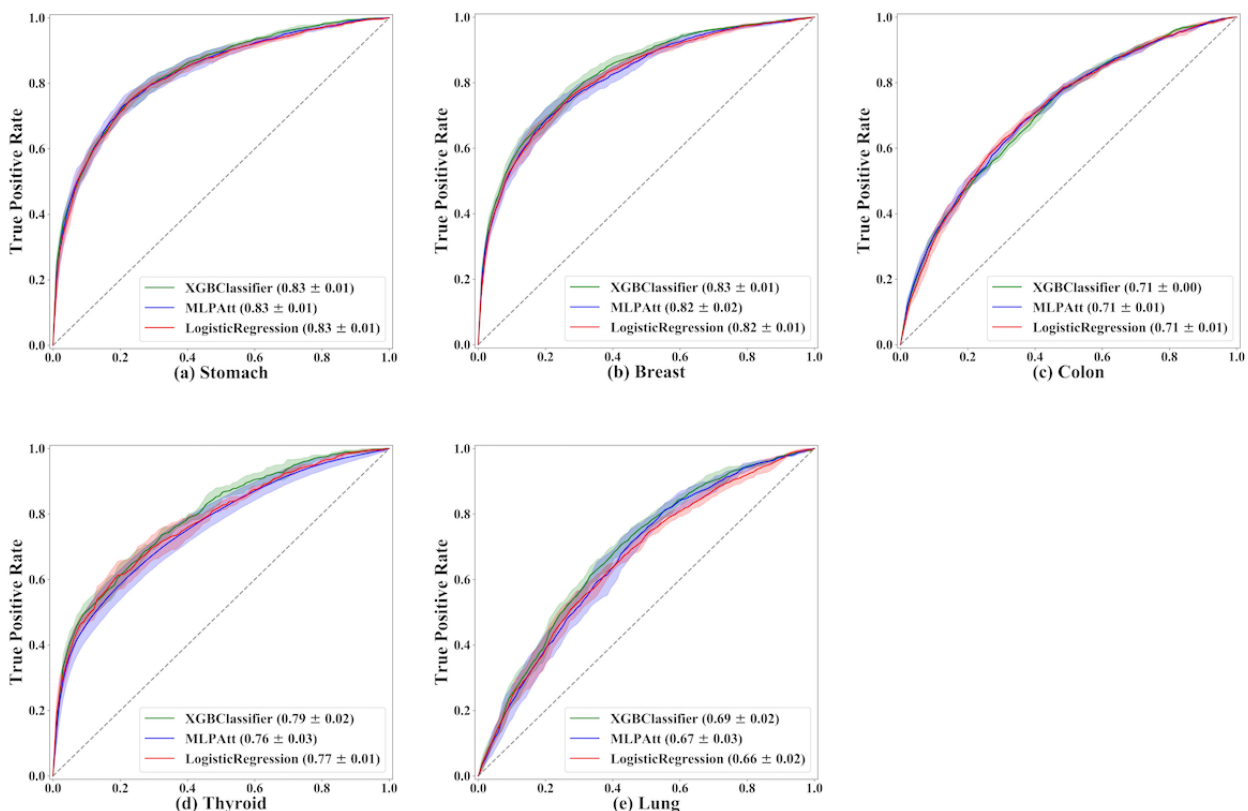 1.0
0.8
0.6
0.4
0.2
0.0
True Positive Rate
XGBClassifier (0.83 ± 0.01)
MLPAtt (0.83 ± 0.01)
LogisticRegression (0.83 ± 0.01)
0.0 0.2 0.4 0.6 0.8 1.0
(a) Stomach
1.0
0.8
0.6
0.4
0.2
0.0
True Positive Rate
XGBClassifier (0.83 ± 0.01)
MLPAtt (0.82 ± 0.02)
LogisticRegression (0.82 ± 0.01)
0.0 0.2 0.4 0.6 0.8 1.0
(b) Breast
1.0
0.8
0.6
0.4
0.2
0.0
True Positive Rate
XGBClassifier (0.71 ± 0.00)
MLPAtt (0.71 ± 0.01)
LogisticRegression (0.71 ± 0.01)
0.0 0.2 0.4 0.6 0.8 1.0
(c) Colon
1.0
0.8
0.6
0.4
0.2
0.0
True Positive Rate
XGBClassifier (0.79 ± 0.02)
MLPAtt (0.76 ± 0.03)
LogisticRegression (0.77 ± 0.01)
0.0 0.2 0.4 0.6 0.8 1.0
(d) Thyroid
1.0
0.8
0.6
0.4
0.2
0.0
True Positive Rate
XGBClassifier (0.69 ± 0.02)
MLPAtt (0.67 ± 0.03)
LogisticRegression (0.66 ± 0.02)
0.0 0.2 0.4 0.6 0.8 1.0
(e) Lung